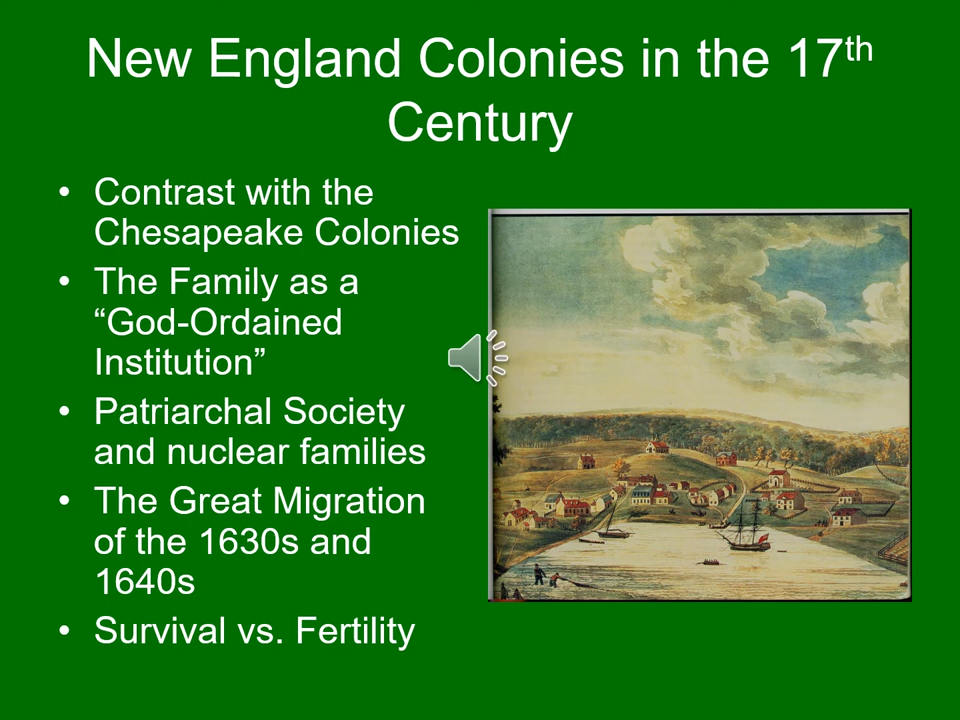 New England Colonies in the 17th
Century
• Contrast with the
Chesapeake Colonies
• The Family as a
“God-Ordained
Institution”
• Patriarchal Society
and nuclear families
• The Great Migration
of the 1630s and
1640s
• Survival vs. Fertility